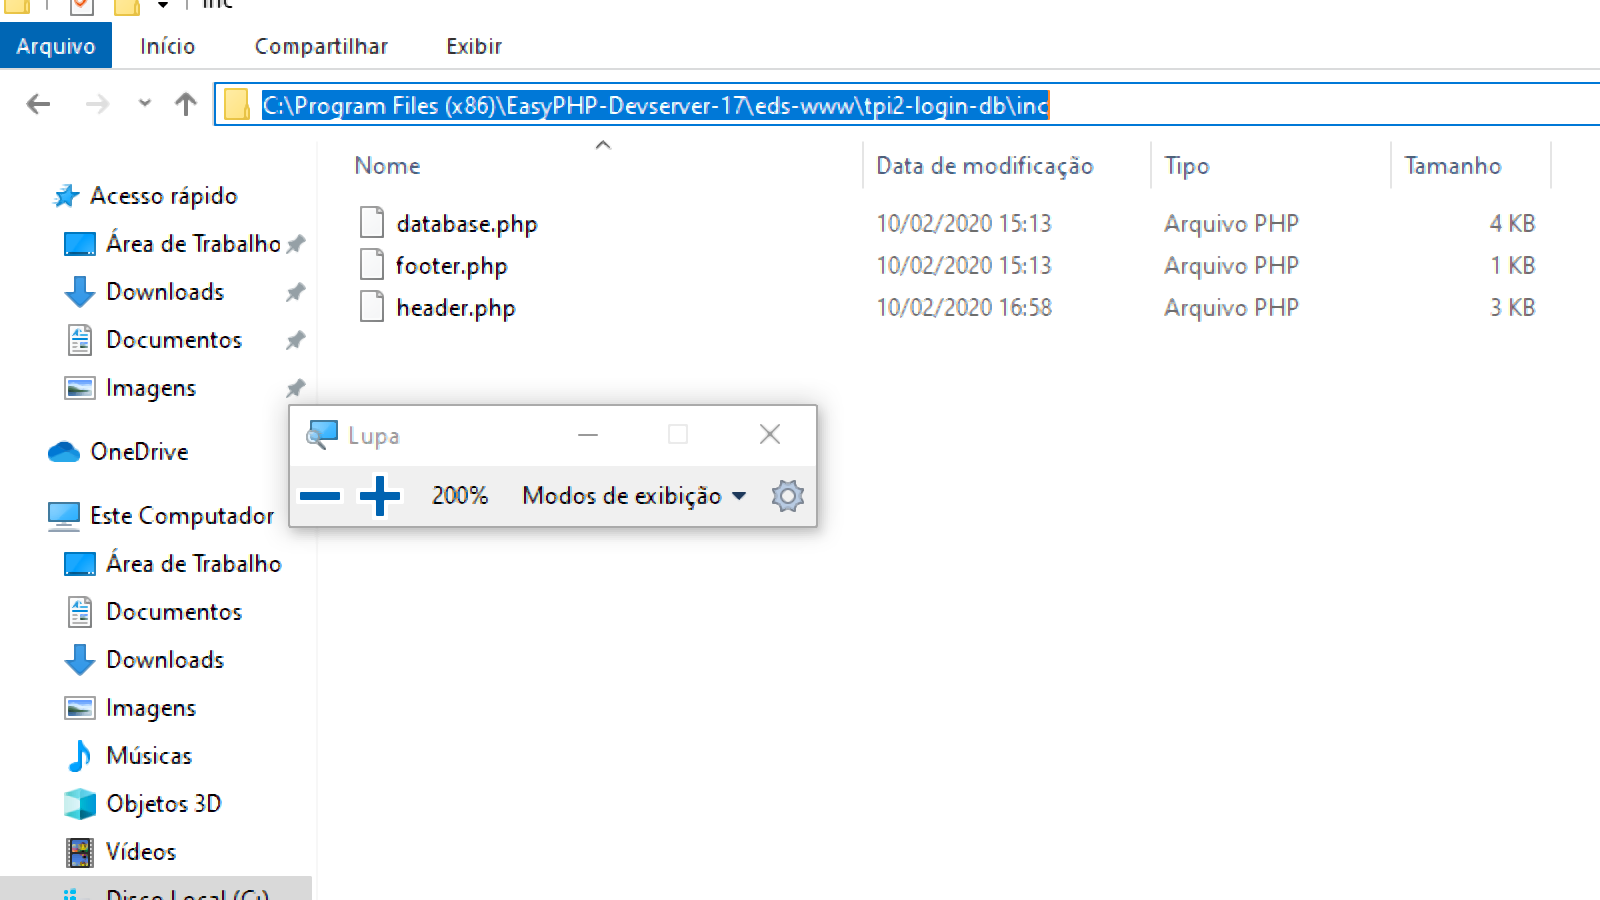 inc
Arquivo Início Compartilhar Exibir
C:\Program Files (x86)\EasyPHP-Devserver-17\eds-www\tpi2-login-db\inc
Nome Data de modificação Tipo Tamanho
Acesso rápido
Área de Trabalho
Downloads
Documentos
Imagens
OneDrive
Este Computador
Área de Trabalho
Documentos
Downloads
Imagens
Músicas
Objetos 3D
Vídeos
Disco Local (C:)
database.php 10/02/2020 15:13 Arquivo PHP 4 KB
footer.php 10/02/2020 15:13 Arquivo PHP 1 KB
header.php 10/02/2020 16:58 Arquivo PHP 3 KB
Lupa
200% Modos de exibição